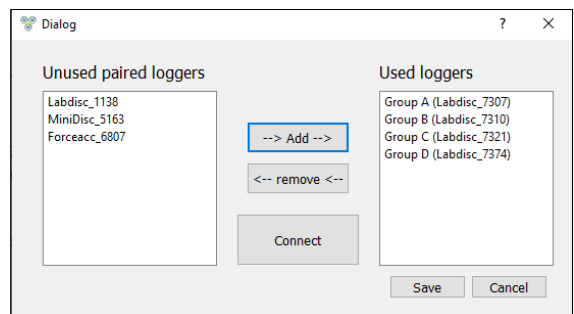 Dialog
?
Unused paired loggers
Used loggers
Labdisc_1138
MiniDisc_5163
Forceacc_6807
--> Add -->
<-- remove <--
Connect
Group A (Labdisc_7307)
Group B (Labdisc_7310)
Group C (Labdisc_7321)
Group D (Labdisc_7374)
Save
Cancel